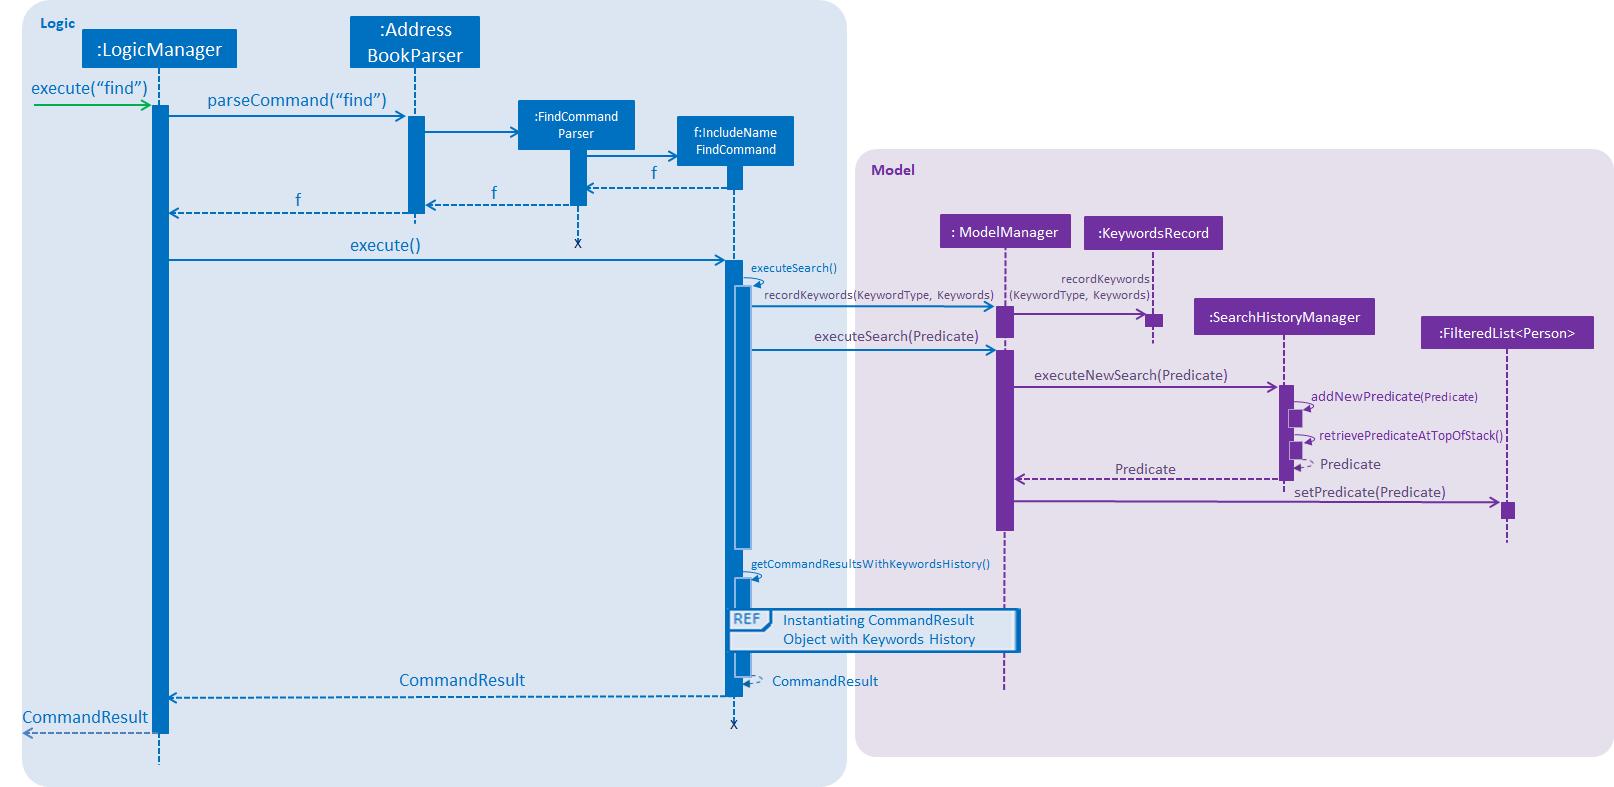 Logic
:LogicManager
:Address
BookParser
execute(“find”)
parseCommand(“find”)
:FindCommand
Parser
f:IncludeName
FindCommand
f
f
f
X
execute()
executeSearch()
recordKeywords(KeywordType, Keywords)
executeSearch(Predicate)
getCommandResultsWithKeywordsHistory()
REF
Instantiating CommandResult
Object with Keywords History
CommandResult
CommandResult
CommandResult
X
Model
: ModelManager
:KeywordsRecord
recordKeywords
(KeywordType, Keywords)
:SearchHistoryManager
:FilteredList<Person>
executeNewSearch(Predicate)
addNewPredicate(Predicate)
retrievePredicateAtTopOfStack()
Predicate
Predicate
setPredicate(Predicate)